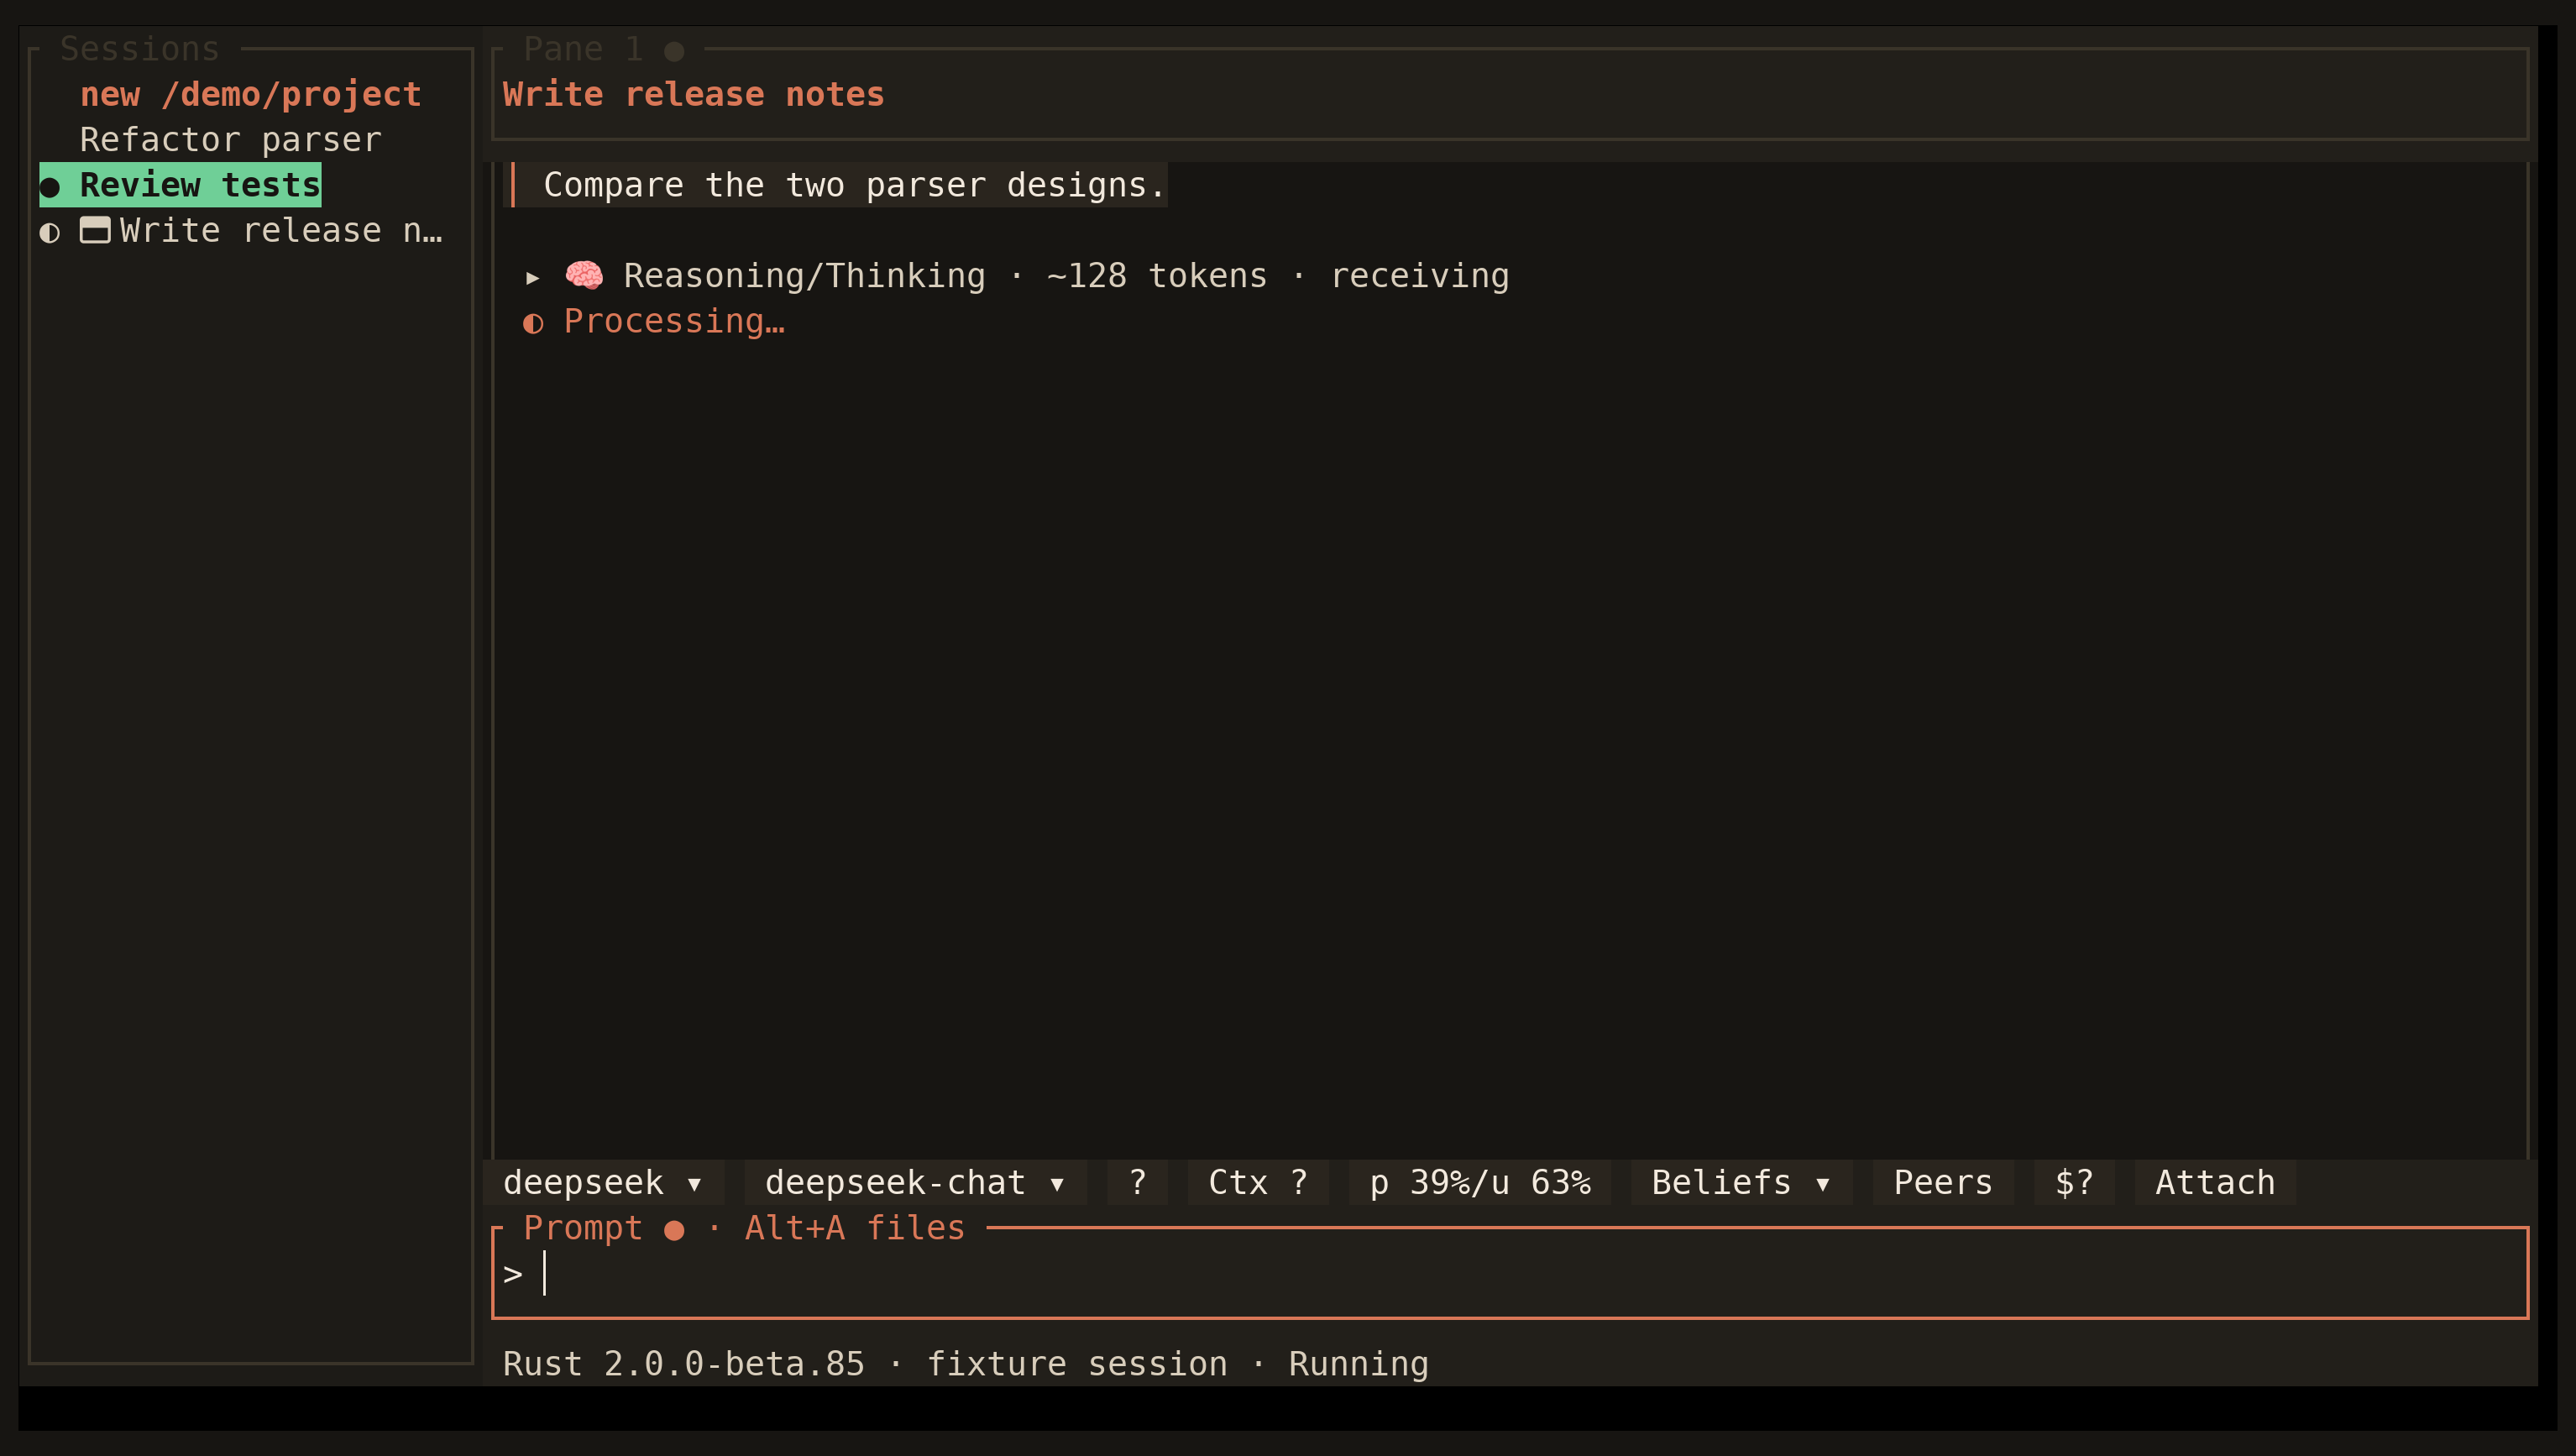 Sessions
new /demo/project
Refactor parser
● Review tests
◐ Write release n…
Pane 1 ●
Write release notes
Compare the two parser designs.
▸ 🧠 Reasoning/Thinking · ~128 tokens · receiving
◐ Processing…
deepseek ▾ deepseek-chat ▾ ? Ctx ? p 39%/u 63% Beliefs ▾ Peers $? Attach
Prompt ● · Alt+A files
>
Rust 2.0.0-beta.85 · fixture session · Running